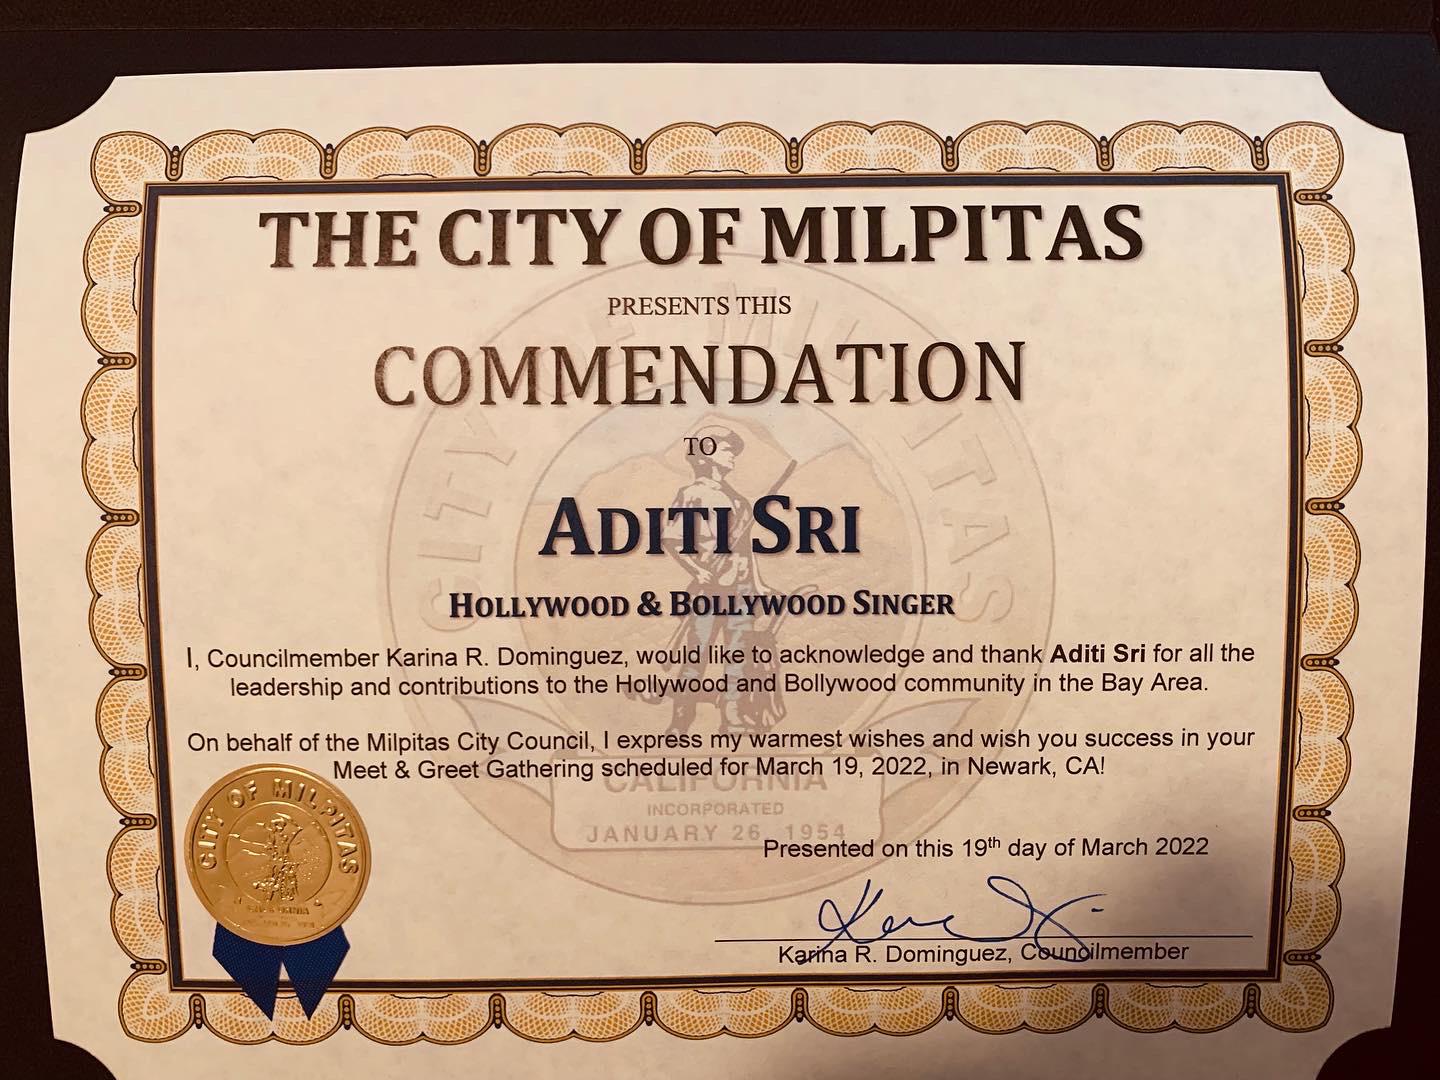 THE CITY OF MILPITAS
PRESENTS THIS
COMMENDATION
TO
ADITI SRI
HOLLYWOOD & BOLLYWOOD SINGER
I, Councilmember Karina R. Dominguez, would like to acknowledge and thank Aditi Sri for all the
leadership and contributions to the Hollywood and Bollywood community in the Bay Area.
On behalf of the Milpitas City Council, I express my warmest wishes and wish you success in your
Meet & Greet Gathering scheduled for March 19, 2022, in Newark, CA!
CITY OF MILPITAS
CALIFORNIA
INCORPORATED
JANUARY 26, 1954
CITY OF MILPITAS
Presented on this 19th day of March 2022
Karina R. Dominguez, Councilmember